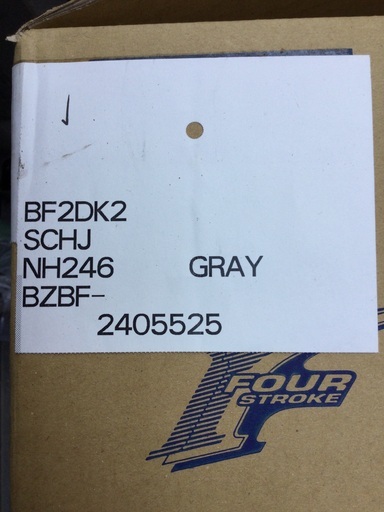 BF2DK2
SCHJ
NH246 GRAY
BZBF-
2405525
FOUR
STROKE